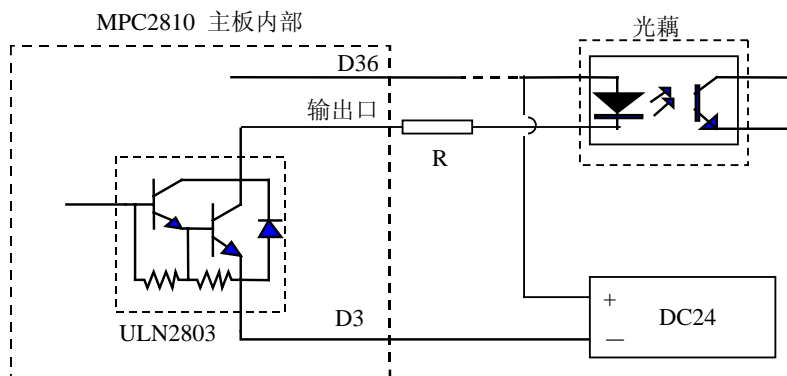 MPC2810 主板内部
光藕
D36
输出口
R
+
DC24
—
D3
ULN2803